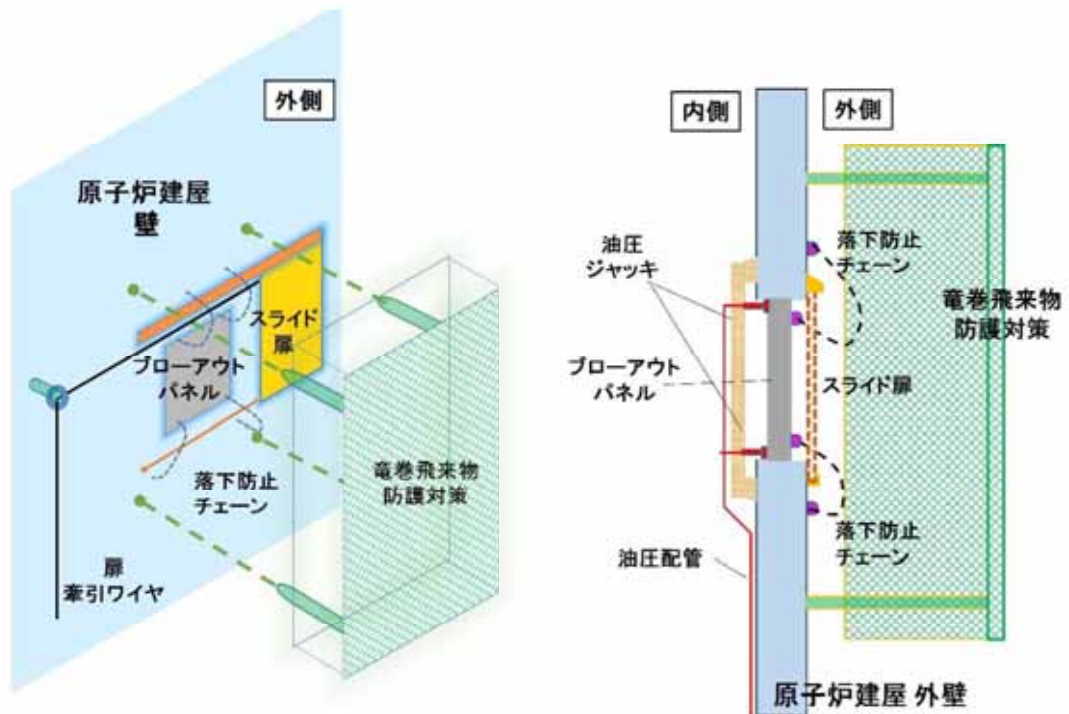 外側
原子炉建屋
壁
スライド
扉
ブローアウト
パネル
落下防止
チェーン
竜巻飛来物
防護対策
扉
牽引ワイヤ
内側
外側
油圧
ジャッキ
落下防止
チェーン
竜巻飛来物
防護対策
ブローアウト
パネル
スライド扉
落下防止
チェーン
油圧配管
原子炉建屋 外壁